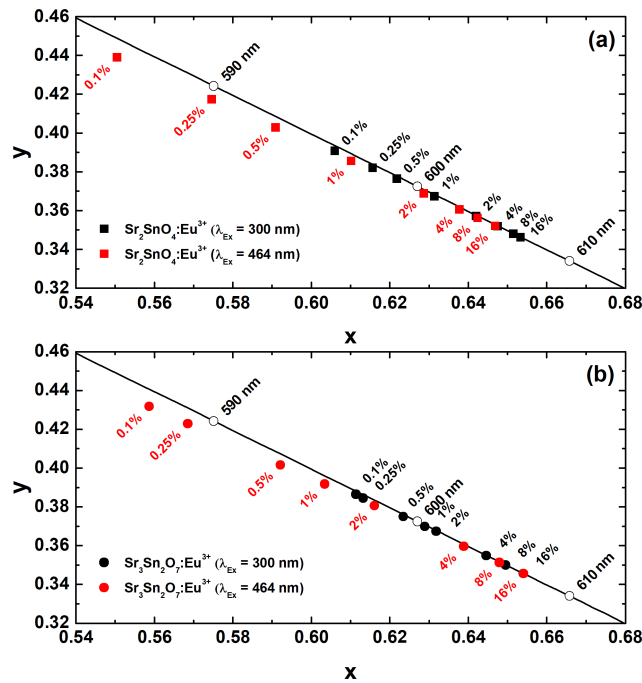 (a)
y
0.46
0.44
0.42
0.40
0.38
0.36
0.34
0.32
0.1%
0.25%
0.5%
1%
2%
4%
8%
16%
590 nm
0.1%
0.25%
0.5%
600 nm
1%
2%
4%
8%
16%
610 nm
Sr₂SnO₄:Eu³⁺ (λ_Ex = 300 nm)
Sr₂SnO₄:Eu³⁺ (λ_Ex = 464 nm)
0.54 0.56 0.58 0.60 0.62 0.64 0.66 0.68
x
(b)
y
0.46
0.44
0.42
0.40
0.38
0.36
0.34
0.32
0.1%
0.25%
0.5%
1%
2%
4%
8%
16%
590 nm
0.1%
0.25%
0.5%
600 nm
1%
2%
4%
8%
16%
610 nm
Sr₃Sn₂O₇:Eu³⁺ (λ_Ex = 300 nm)
Sr₃Sn₂O₇:Eu³⁺ (λ_Ex = 464 nm)
0.54 0.56 0.58 0.60 0.62 0.64 0.66 0.68
x